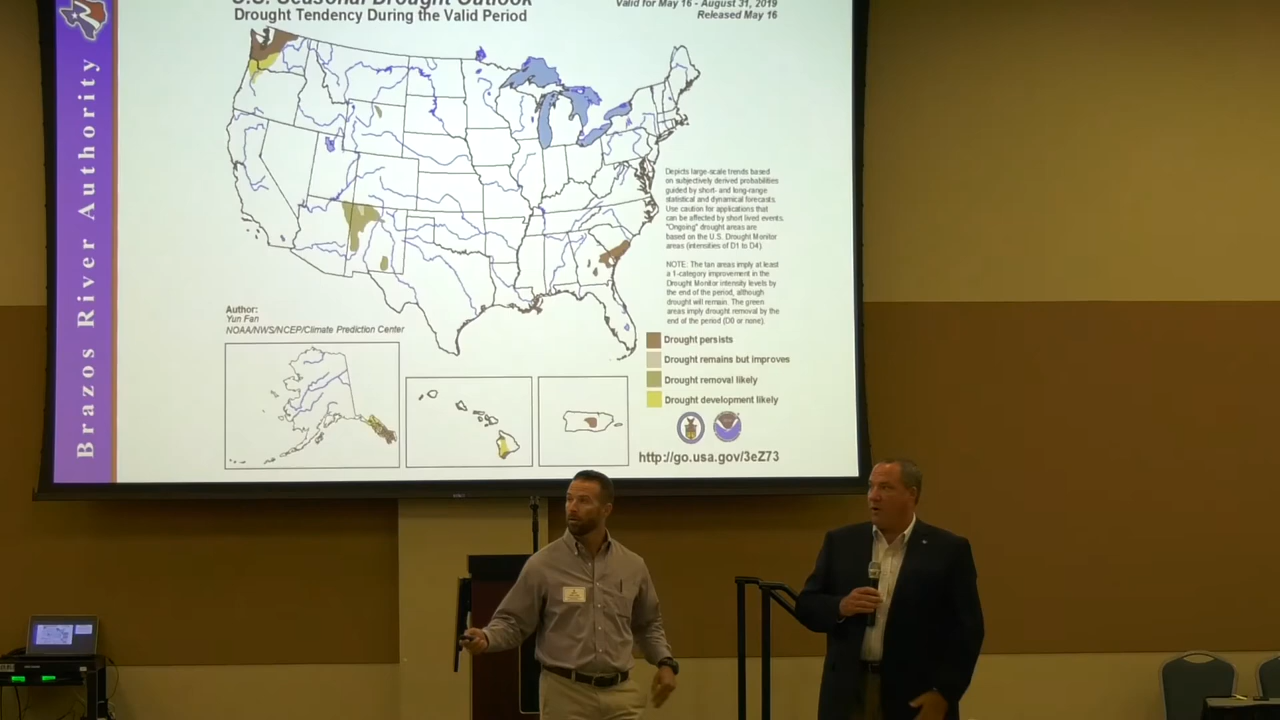 U.S. Seasonal Drought Outlook
Drought Tendency During the Valid Period
Valid for May 16 - August 31, 2019
Released May 16
Brazos River Authority
Depicts large-scale trends based
on subjectively derived probabilities
guided by short- and long-range
statistical and dynamical forecasts.
Use caution for applications that
can be affected by short lived events.
"Ongoing" drought areas are
based on the U.S. Drought Monitor
areas (intensities of D1 to D4).
NOTE: The tan areas imply at least
a 1-category improvement in the
Drought Monitor intensity levels by
the end of the period, although
drought will remain. The green
areas imply drought removal by the
end of the period (D0 or none).
Author:
Yun Fan
NOAA/NWS/NCEP/Climate Prediction Center
Drought persists
Drought remains but improves
Drought removal likely
Drought development likely
http://go.usa.gov/3eZ73